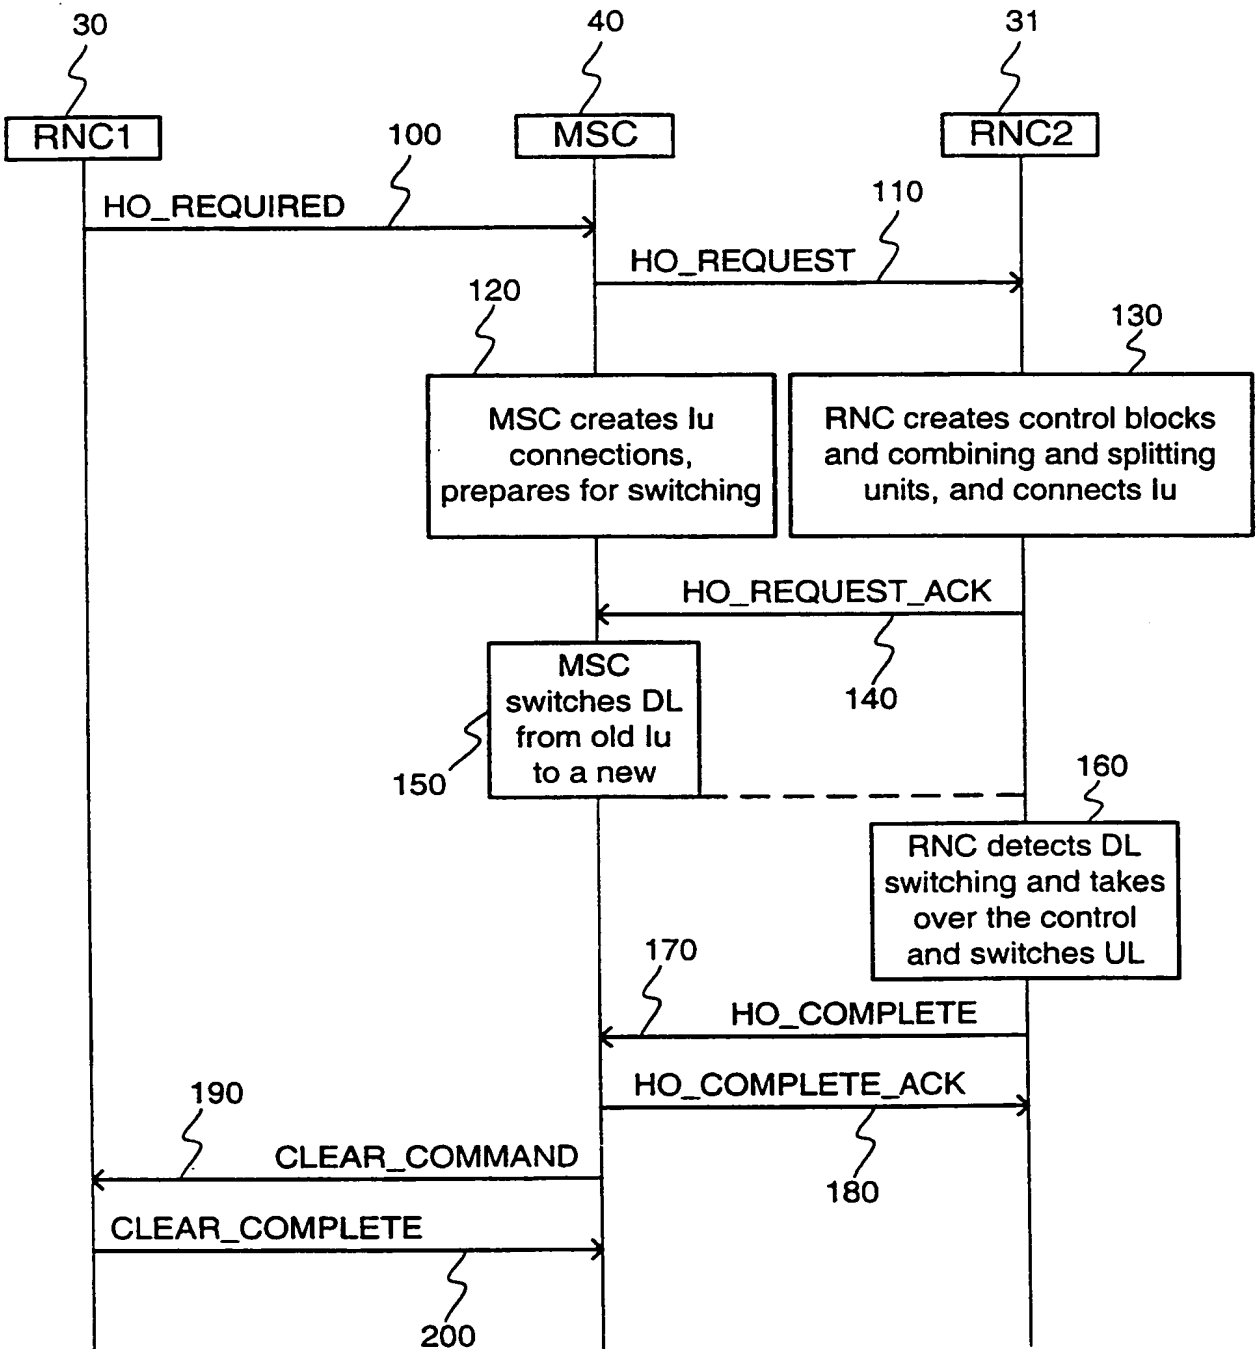 30
40
31
RNC1
MSC
RNC2
100
HO_REQUIRED
110
HO_REQUEST
120
130
MSC creates Iu
connections,
prepares for switching
RNC creates control blocks
and combining and splitting
units, and connects Iu
HO_REQUEST_ACK
140
MSC
switches DL
from old Iu
to a new
150
160
RNC detects DL
switching and takes
over the control
and switches UL
170
HO_COMPLETE
HO_COMPLETE_ACK
180
190
CLEAR_COMMAND
CLEAR_COMPLETE
200